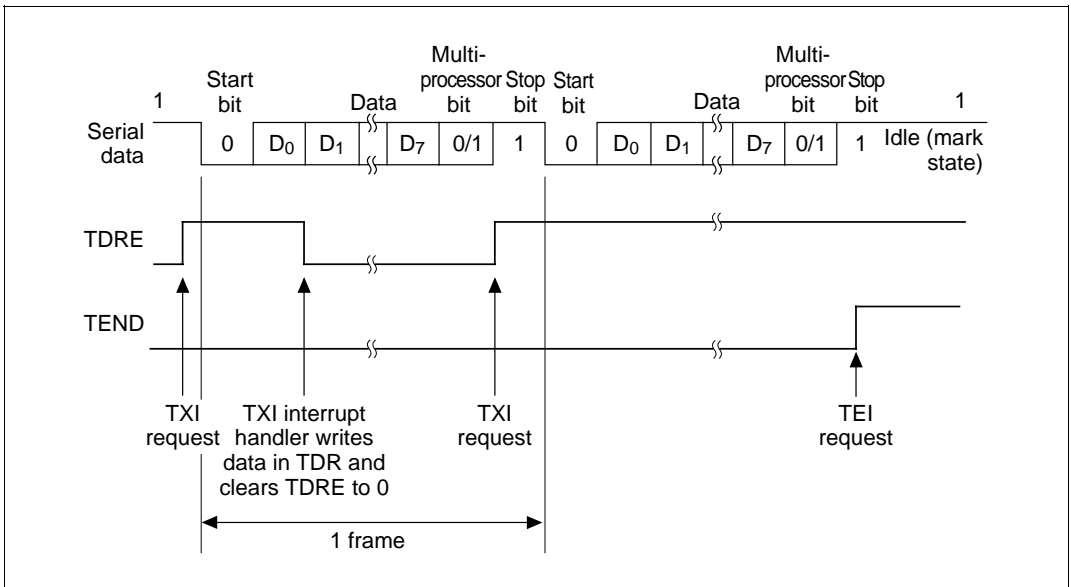 Multi-
processor
bit
Multi-
processor
bit
Start
bit
Stop
bit
Start
bit
Stop
bit
1
Data
Data
1
Serial
data
0
D0
D1
D7
0/1
1
0
D0
D1
D7
0/1
1
Idle (mark
state)
TDRE
TEND
TXI
request
TXI interrupt
handler writes
data in TDR and
clears TDRE to 0
TXI
request
TEI
request
1 frame